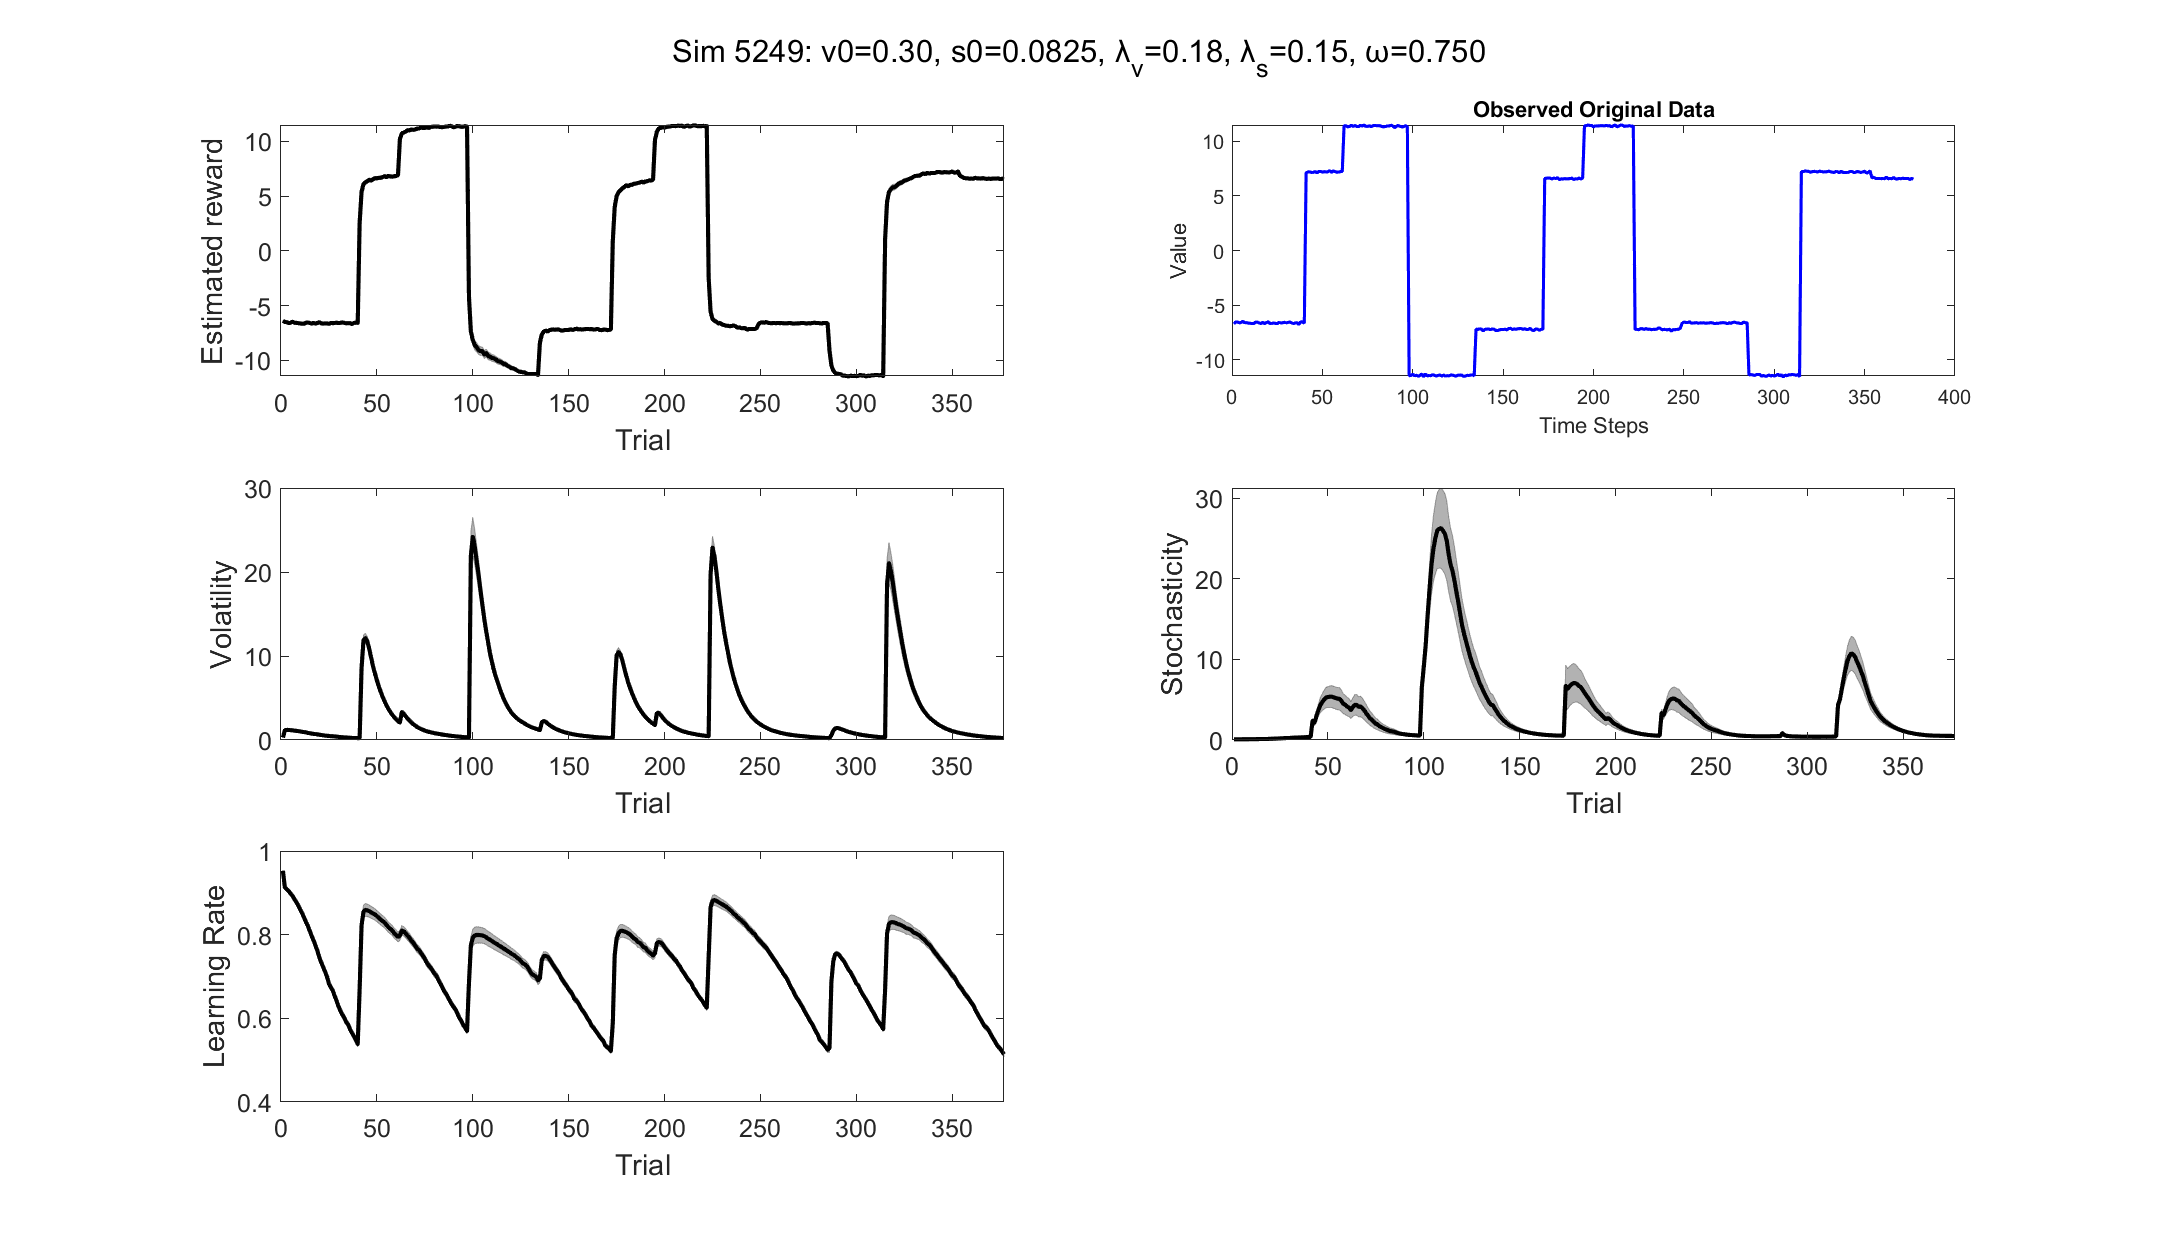 Sim 5249: v0=0.30, s0=0.0825, λ_v=0.18, λ_s=0.15, ω=0.750
Estimated reward
10
5
0
-5
-10
0 50 100 150 200 250 300 350
Trial
Observed Original Data
Value
10
5
0
-5
-10
0 50 100 150 200 250 300 350 400
Time Steps
Volatility
30
20
10
0
0 50 100 150 200 250 300 350
Trial
Stochasticity
30
20
10
0
0 50 100 150 200 250 300 350
Trial
Learning Rate
1
0.8
0.6
0.4
0 50 100 150 200 250 300 350
Trial